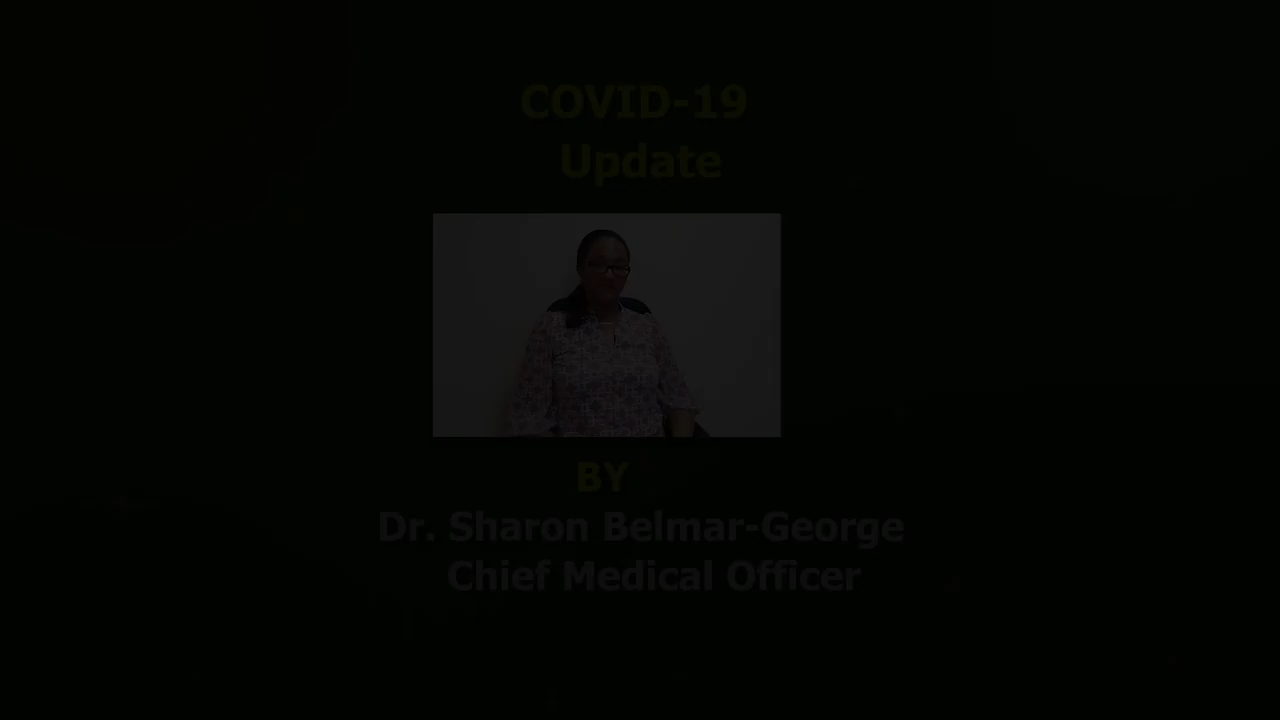 COVID-19
Update
BY
Dr. Sharon Belmar-George
Chief Medical Officer